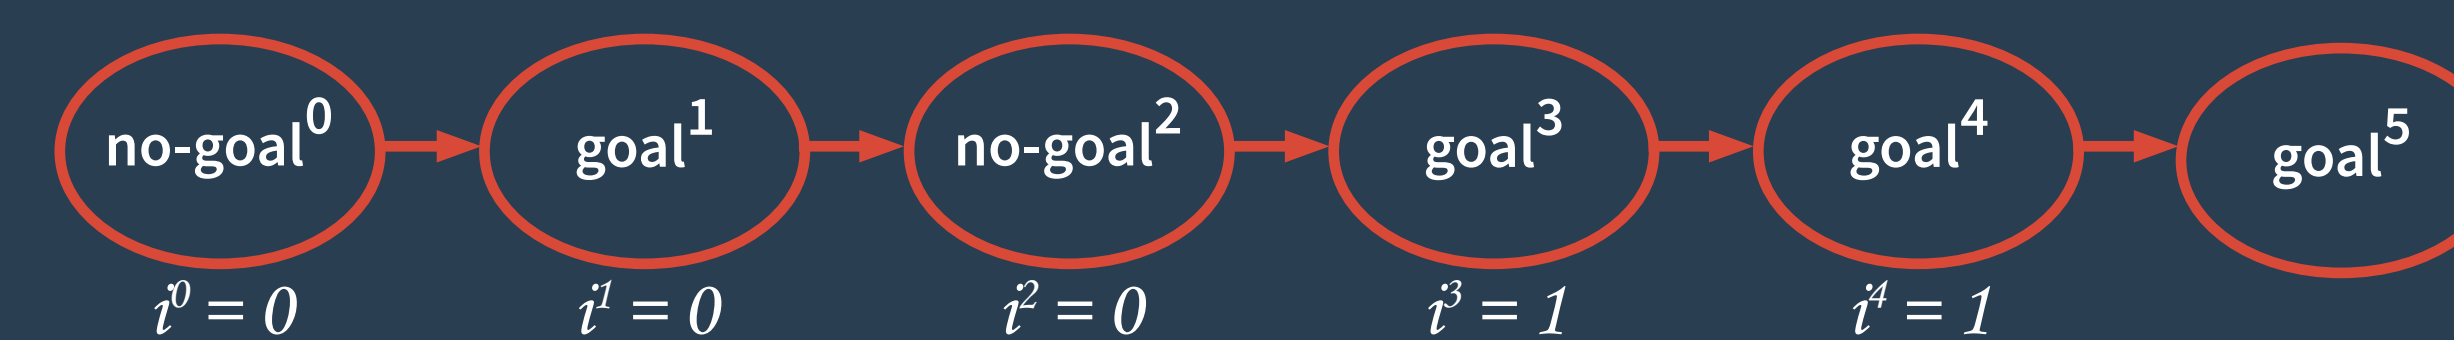 no-goal⁰ goal¹ no-goal² goal³ goal⁴ goal⁵
i⁰ = 0 i¹ = 0 i² = 0 i³ = 1 i⁴ = 1